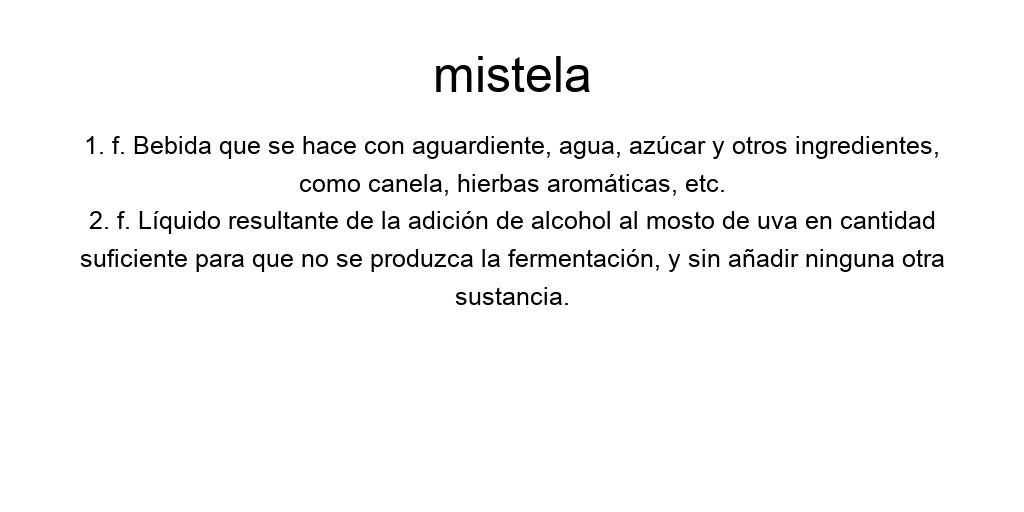 mistela
1. f. Bebida que se hace con aguardiente, agua, azúcar y otros ingredientes,
como canela, hierbas aromáticas, etc.
2. f. Líquido resultante de la adición de alcohol al mosto de uva en cantidad
suficiente para que no se produzca la fermentación, y sin añadir ninguna otra
sustancia.